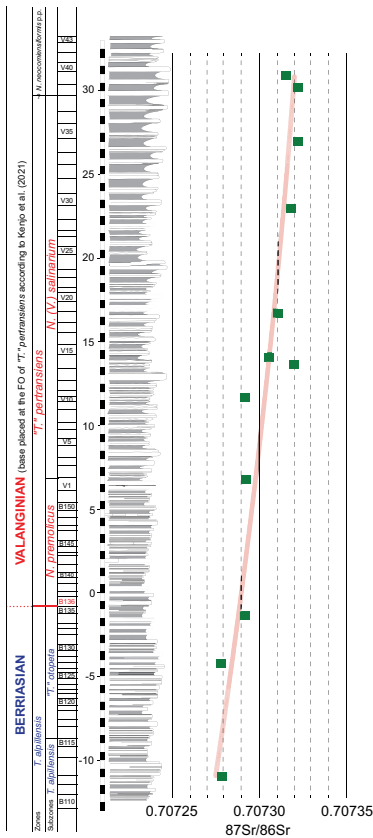 N. neocomiensiformis p.p.
?
VALANGINIAN (base placed at the FO of "T." pertransiens according to Kenjo et al. (2021)
BERRIASIAN
"T." pertransiens
T. alpillensis
Zones
N. (V.) salinarium
N. premolicus
"T." otopeta
T. alpillensis
Subzones
V43
V40
V35
V30
V25
V20
V15
V10
V5
V1
B150
B145
B140
B136
B135
B130
B125
B120
B115
B110
30
25
20
15
10
5
0
-5
-10
0.70725
0.70730
0.70735
87Sr/86Sr